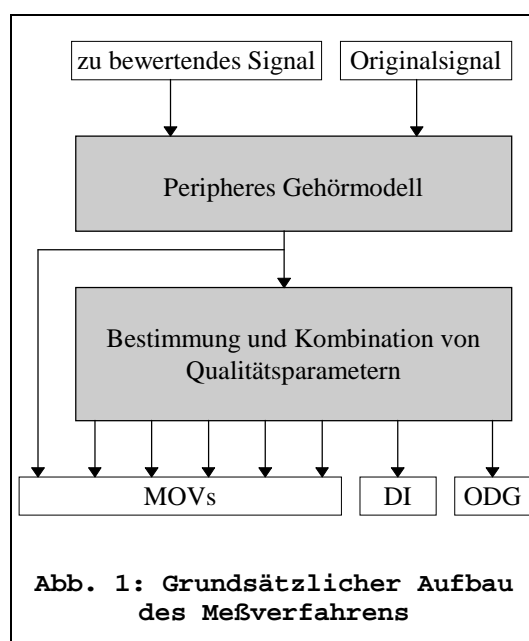 zu bewertendes Signal
Originalsignal
Peripheres Gehörmodell
Bestimmung und Kombination von
Qualitätsparametern
MOVs
DI
ODG
Abb. 1: Grundsätzlicher Aufbau
des Meßverfahrens